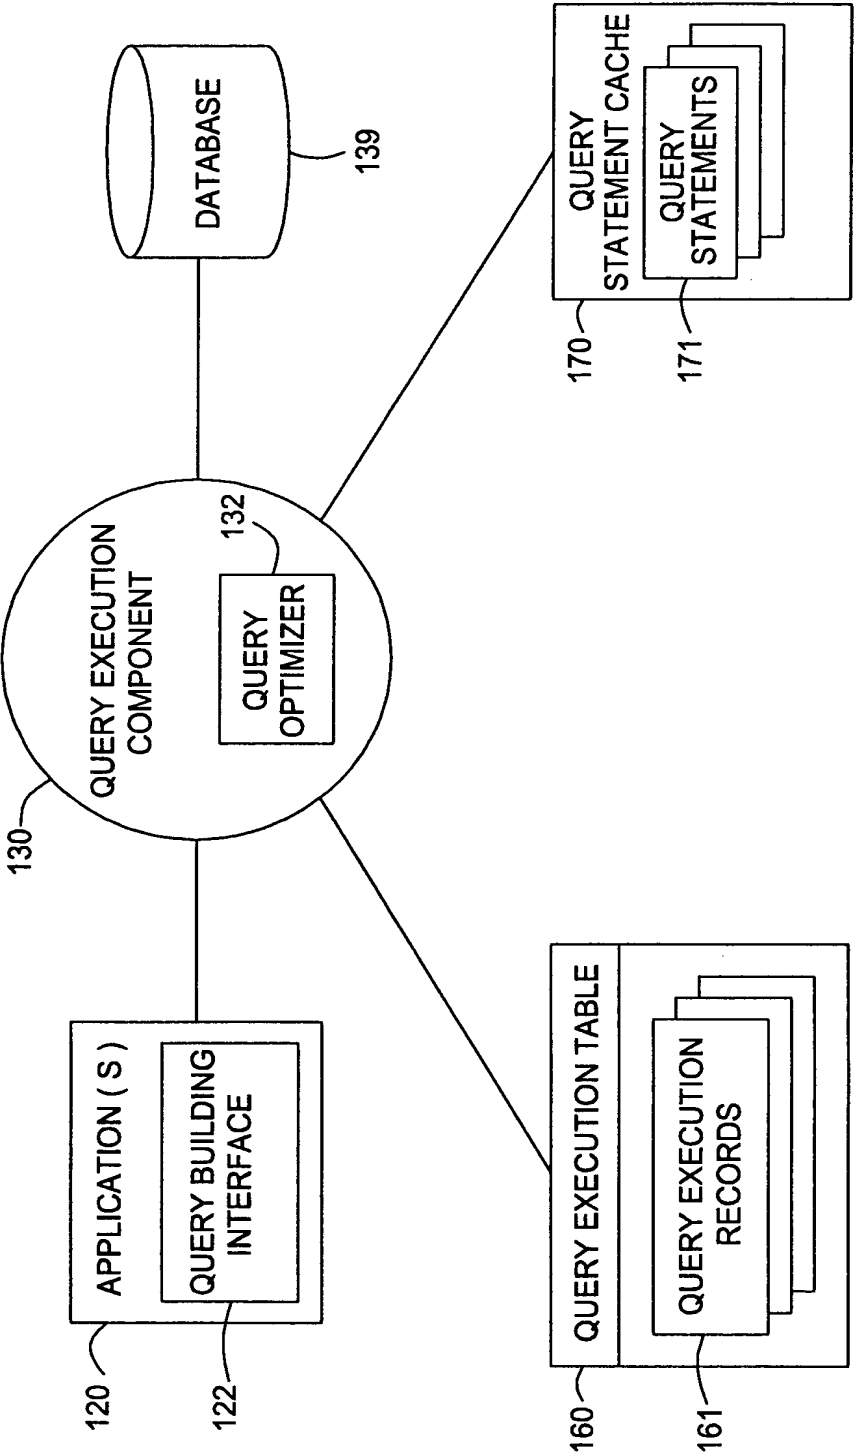 APPLICATION ( S )
QUERY BUILDING
INTERFACE
120
122
130
QUERY EXECUTION
COMPONENT
QUERY
OPTIMIZER
132
DATABASE
139
QUERY EXECUTION TABLE
QUERY EXECUTION
RECORDS
160
161
QUERY
STATEMENT CACHE
QUERY
STATEMENTS
170
171